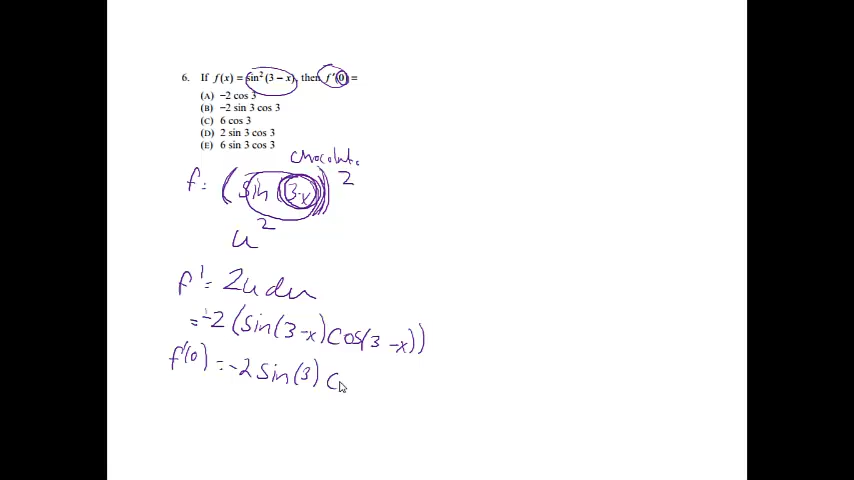 6. If f(x) = sin² (3 − x), then f′(0) =
(A) −2 cos 3
(B) −2 sin 3 cos 3
(C) 6 cos 3
(D) 2 sin 3 cos 3
(E) 6 sin 3 cos 3
chocolate
f: (sin (3-x))²
u²
f' = 2u du
= -2 (sin(3-x) cos(3-x))
f'(0) = -2 sin(3) c